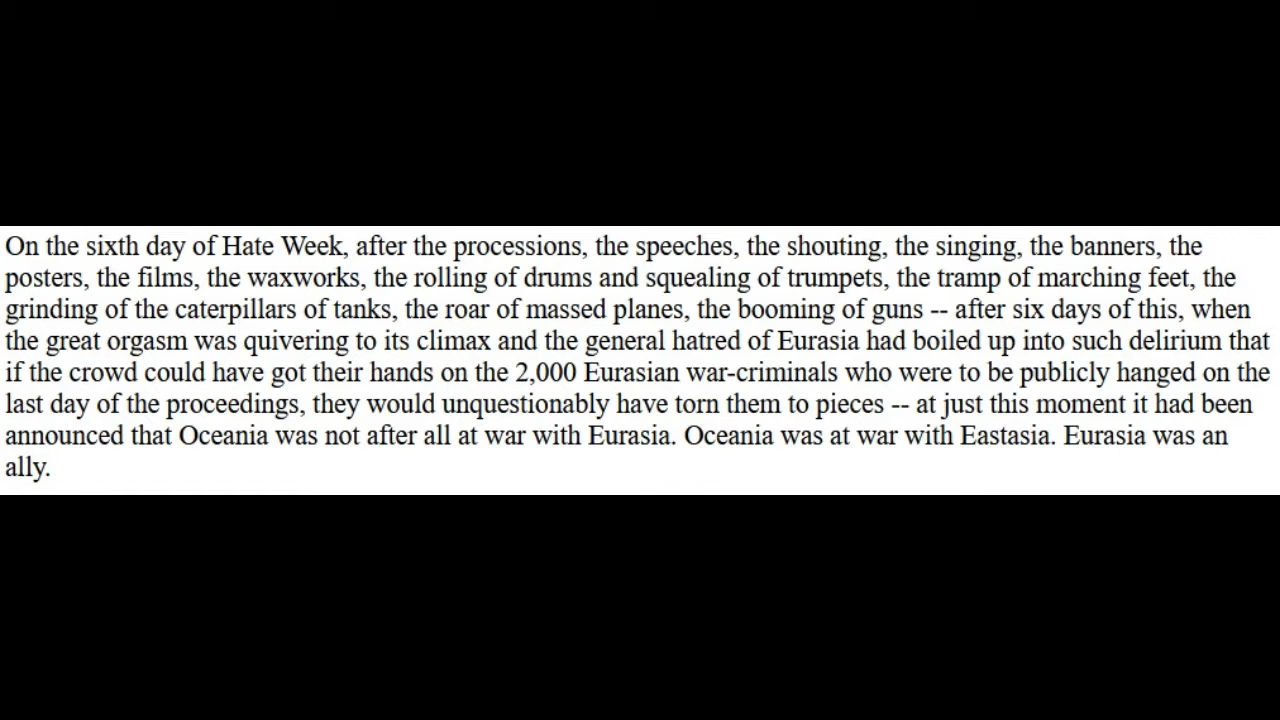 On the sixth day of Hate Week, after the processions, the speeches, the shouting, the singing, the banners, the
posters, the films, the waxworks, the rolling of drums and squealing of trumpets, the tramp of marching feet, the
grinding of the caterpillars of tanks, the roar of massed planes, the booming of guns -- after six days of this, when
the great orgasm was quivering to its climax and the general hatred of Eurasia had boiled up into such delirium that
if the crowd could have got their hands on the 2,000 Eurasian war-criminals who were to be publicly hanged on the
last day of the proceedings, they would unquestionably have torn them to pieces -- at just this moment it had been
announced that Oceania was not after all at war with Eurasia. Oceania was at war with Eastasia. Eurasia was an
ally.